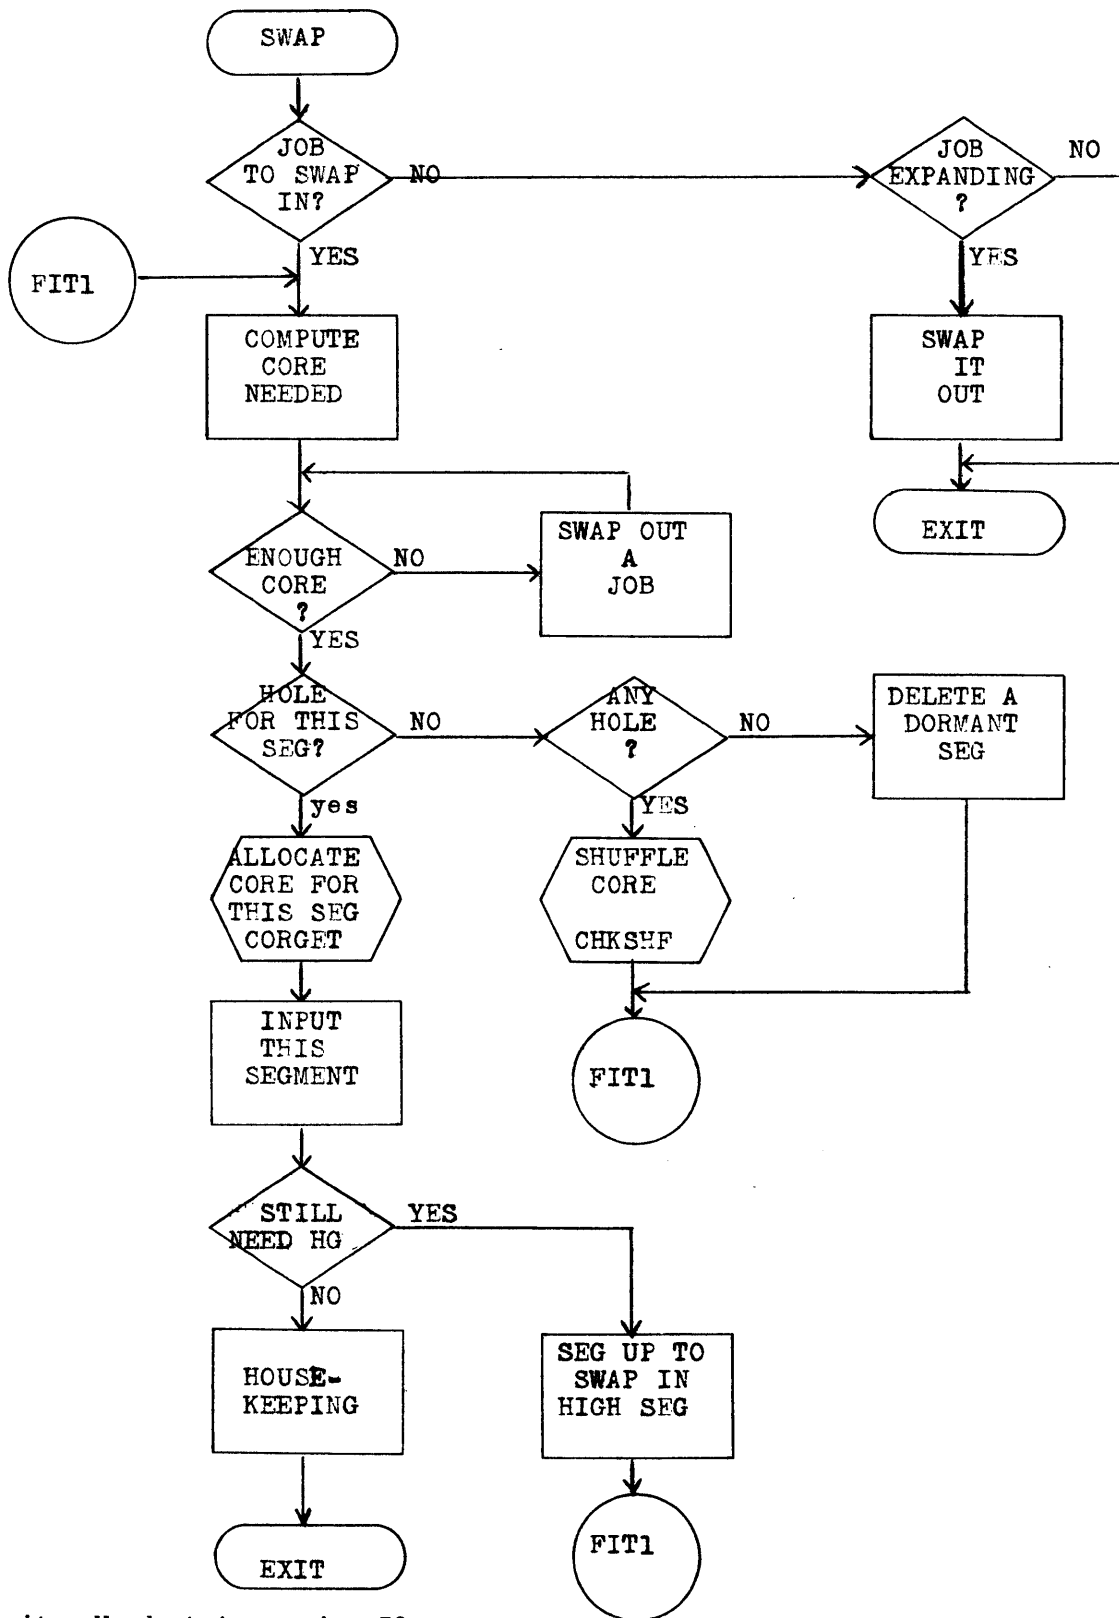 SWAP
JOB
TO SWAP
IN?
NO
JOB
EXPANDING
?
NO
YES
FIT1
YES
COMPUTE
CORE
NEEDED
SWAP
IT
OUT
EXIT
ENOUGH
CORE
?
NO
SWAP OUT
A
JOB
YES
HOLE
FOR THIS
SEG?
NO
ANY
HOLE
?
NO
DELETE A
DORMANT
SEG
yes
YES
ALLOCATE
CORE FOR
THIS SEG
CORGET
SHUFFLE
CORE
CHKSHF
INPUT
THIS
SEGMENT
FIT1
STILL
NEED HG
YES
NO
HOUSE-
KEEPING
SEG UP TO
SWAP IN
HIGH SEG
EXIT
FIT1